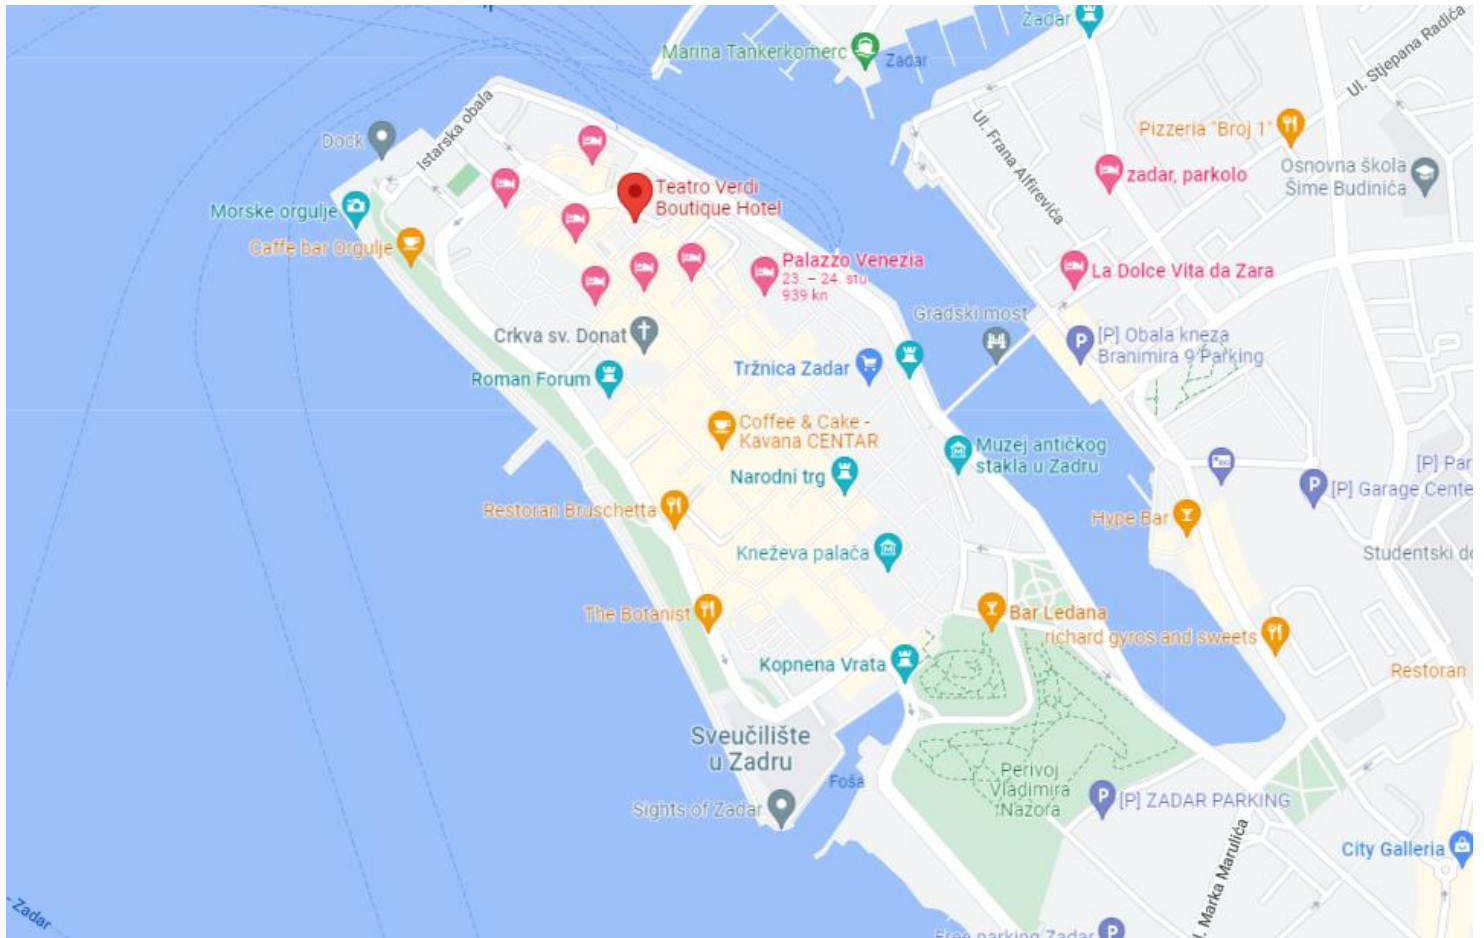 Zadar
Ul. Stjepana Radića
Marina Tankerkomerc
Zadar
Istarska obala
Dock
Ul. Frana Alfirevića
Pizzeria "Broj 1"
Osnovna škola
Šime Budinića
zadar, parkolo
Teatro Verdi
Boutique Hotel
Morske orgulje
Caffe bar Orgulje
Palazzo Venezia
23. – 24. stu
939 kn
La Dolce Vita da Zara
Gradski most
[P] Obala kneza
Branimira 9 Parking
Crkva sv. Donat
Roman Forum
Tržnica Zadar
Coffee & Cake -
Kavana CENTAR
Muzej antičkog
stakla u Zadru
Narodni trg
[P] Par
[P] Garage Cente
Restoran Bruschetta
Hype Bar
Kneževa palača
Studentski do
The Botanist
Bar Ledana
richard gyros and sweets
Kopnena Vrata
Restoran
Sveučilište
u Zadru
Foša
Perivoj
Vladimira
Nazora
Sights of Zadar
[P] ZADAR PARKING
City Galleria
l. Marka Marulića
- Zadar
Free parking Zadar